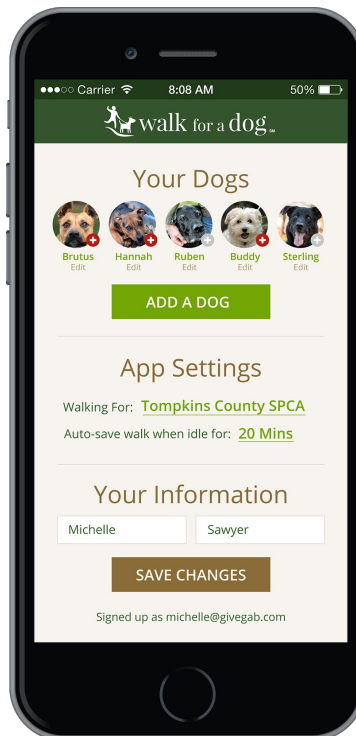 Carrier 8:08 AM 50%
walk for a dog
Your Dogs
Brutus Hannah Ruben Buddy Sterling
Edit Edit Edit Edit Edit
ADD A DOG
App Settings
Walking For: Tompkins County SPCA
Auto-save walk when idle for: 20 Mins
Your Information
Michelle Sawyer
SAVE CHANGES
Signed up as michelle@givegab.com